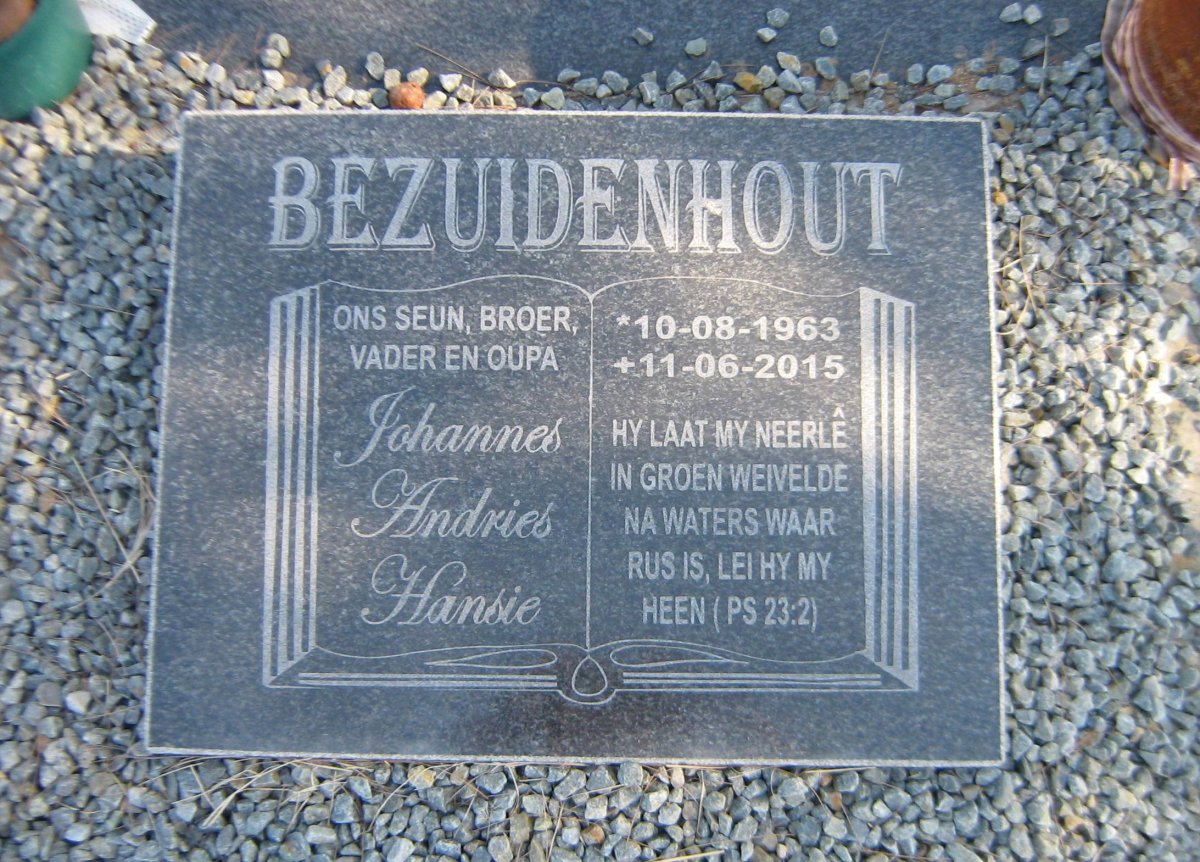 BEZUIDENHOUT
ONS SEUN, BROER,
VADER EN OUPA
Johannes
Andries
Hansie
*10-08-1963
+11-06-2015
HY LAAT MY NEERLÊ
IN GROEN WEIVELDE
NA WATERS WAAR
RUS IS, LEI HY MY
HEEN ( PS 23:2)